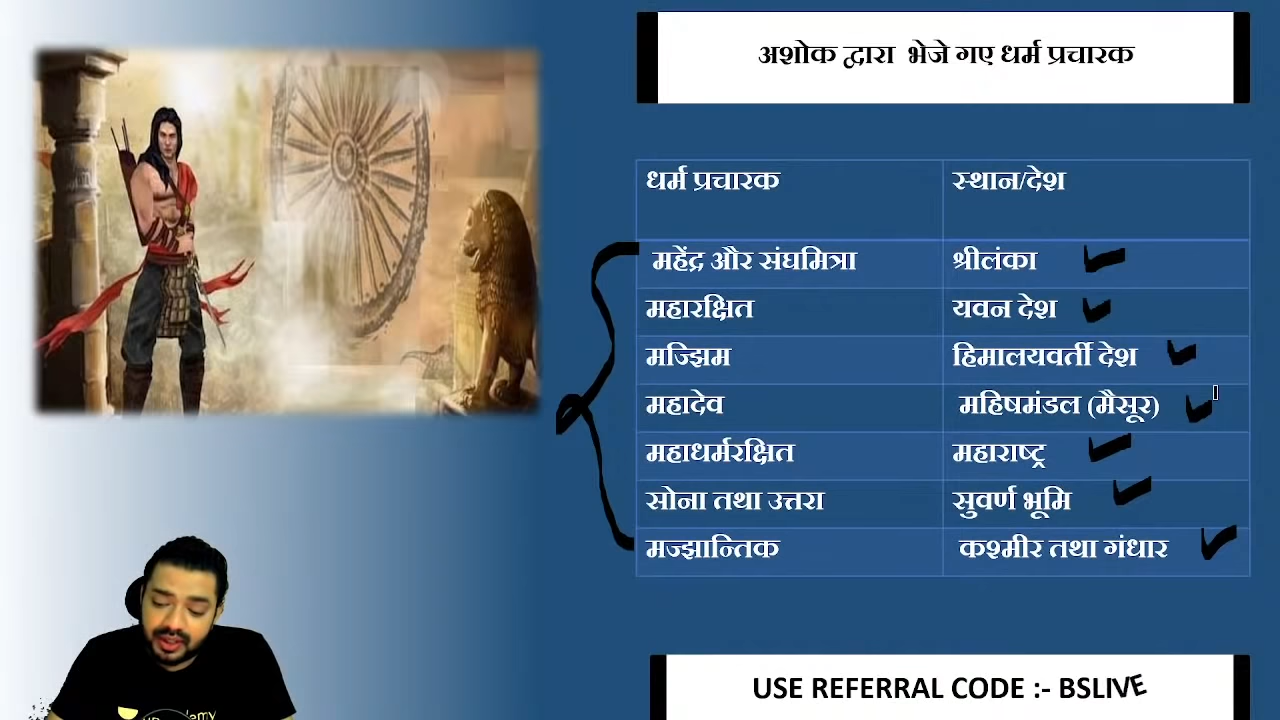 अशोक द्वारा भेजे गए धर्म प्रचारक
धर्म प्रचारक स्थान/देश
महेंद्र और संघमित्रा श्रीलंका
महारक्षित यवन देश
मज्झिम हिमालयवर्ती देश
महादेव महिषमंडल (मैसूर)
महाधर्मरक्षित महाराष्ट्र
सोना तथा उत्तरा सुवर्ण भूमि
मज्झान्तिक कश्मीर तथा गंधार
USE REFERRAL CODE :- BSLIVE